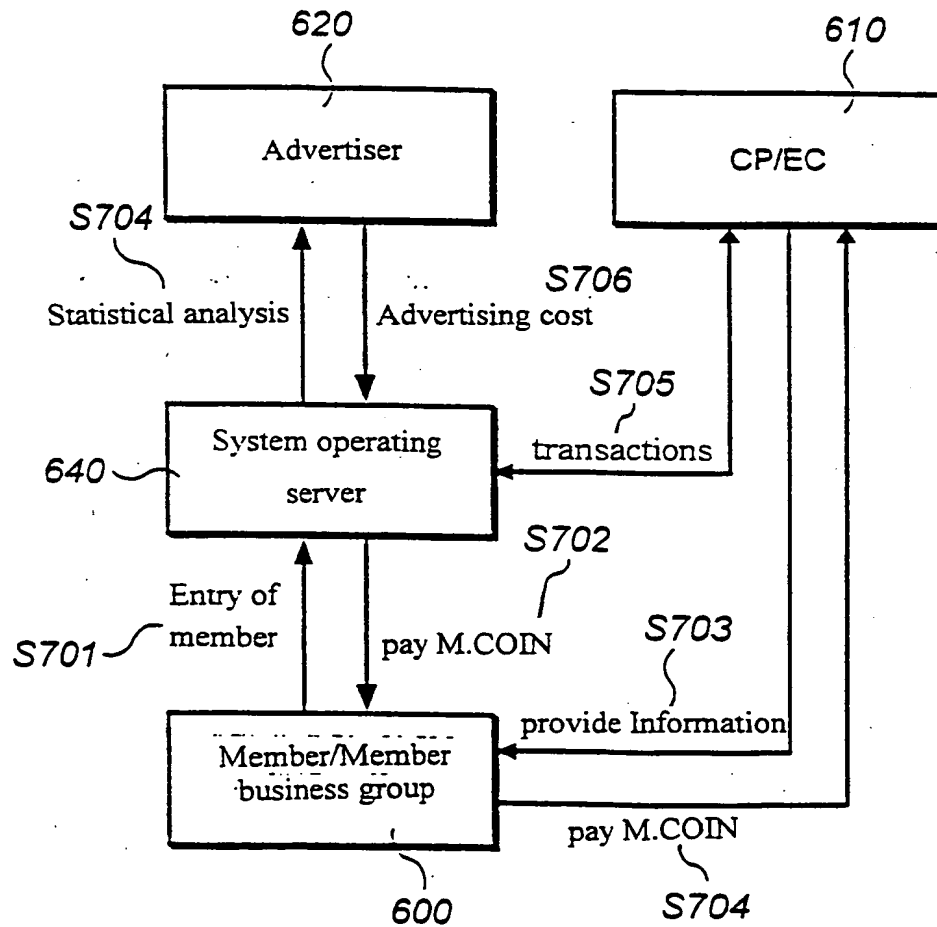 620
610
Advertiser
CP/EC
S704
S706
Statistical analysis
Advertising cost
S705
System operating
server
transactions
640
S702
Entry of
member
S701
pay M.COIN
S703
provide Information
Member/Member
business group
pay M.COIN
600
S704